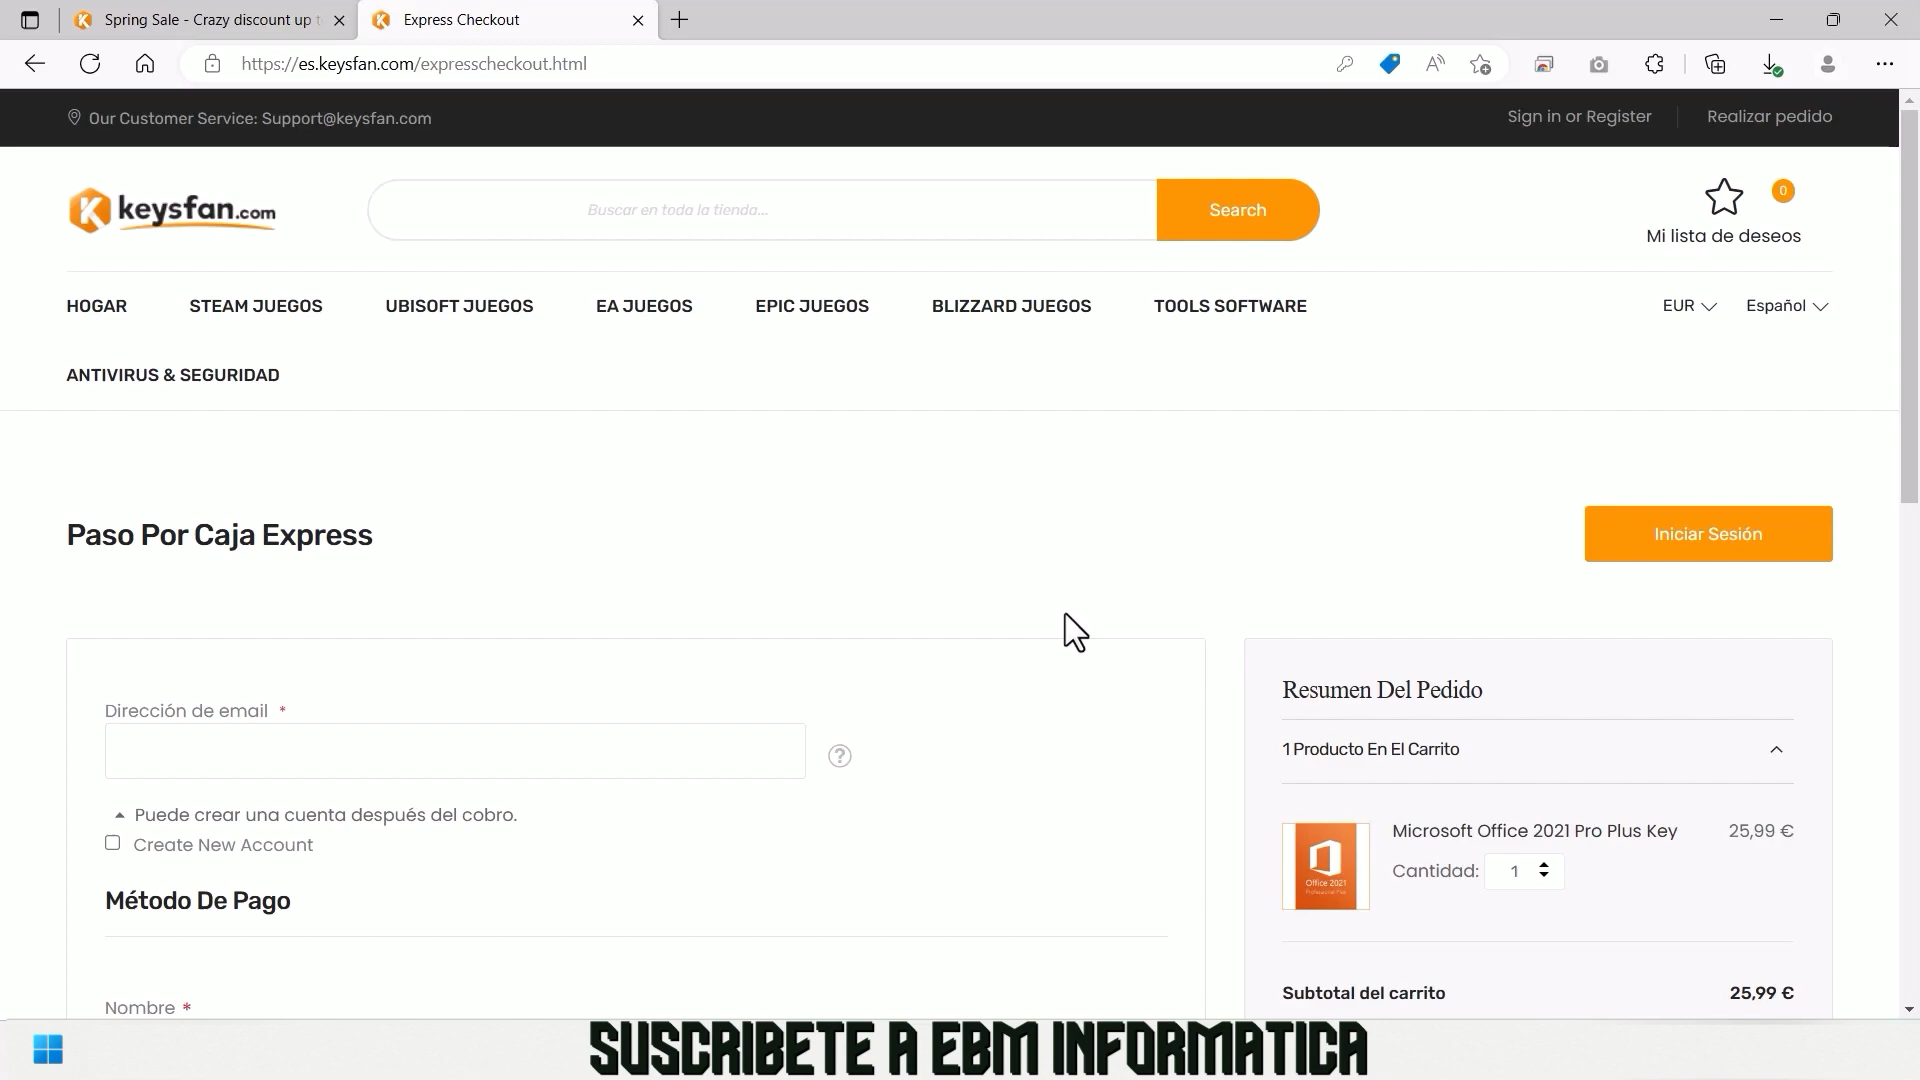 Spring Sale - Crazy discount up t
Express Checkout
https://es.keysfan.com/expresscheckout.html
Our Customer Service: Support@keysfan.com
Sign in or Register
Realizar pedido
keysfan.com
Buscar en toda la tienda...
Search
0
Mi lista de deseos
HOGAR
STEAM JUEGOS
UBISOFT JUEGOS
EA JUEGOS
EPIC JUEGOS
BLIZZARD JUEGOS
TOOLS SOFTWARE
EUR
Español
ANTIVIRUS & SEGURIDAD
Paso Por Caja Express
Iniciar Sesión
Dirección de email *
Puede crear una cuenta después del cobro.
Create New Account
Método De Pago
Nombre *
Resumen Del Pedido
1 Producto En El Carrito
Microsoft Office 2021 Pro Plus Key
25,99 €
Cantidad: 1
Office 2021
Professional Plus
Subtotal del carrito
25,99 €
SUSCRIBETE A EBM INFORMATICA